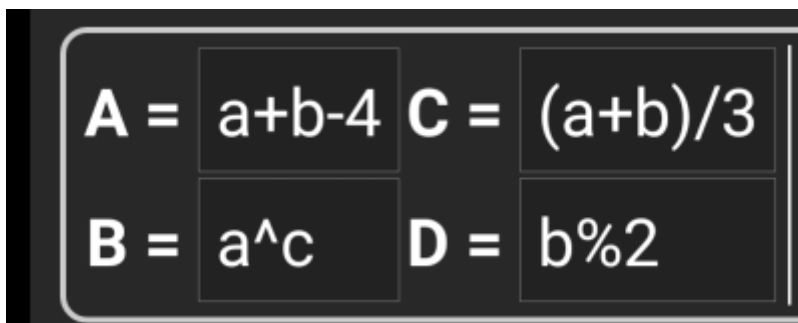 A = a+b-4 C = (a+b)/3
B = a^c D = b%2